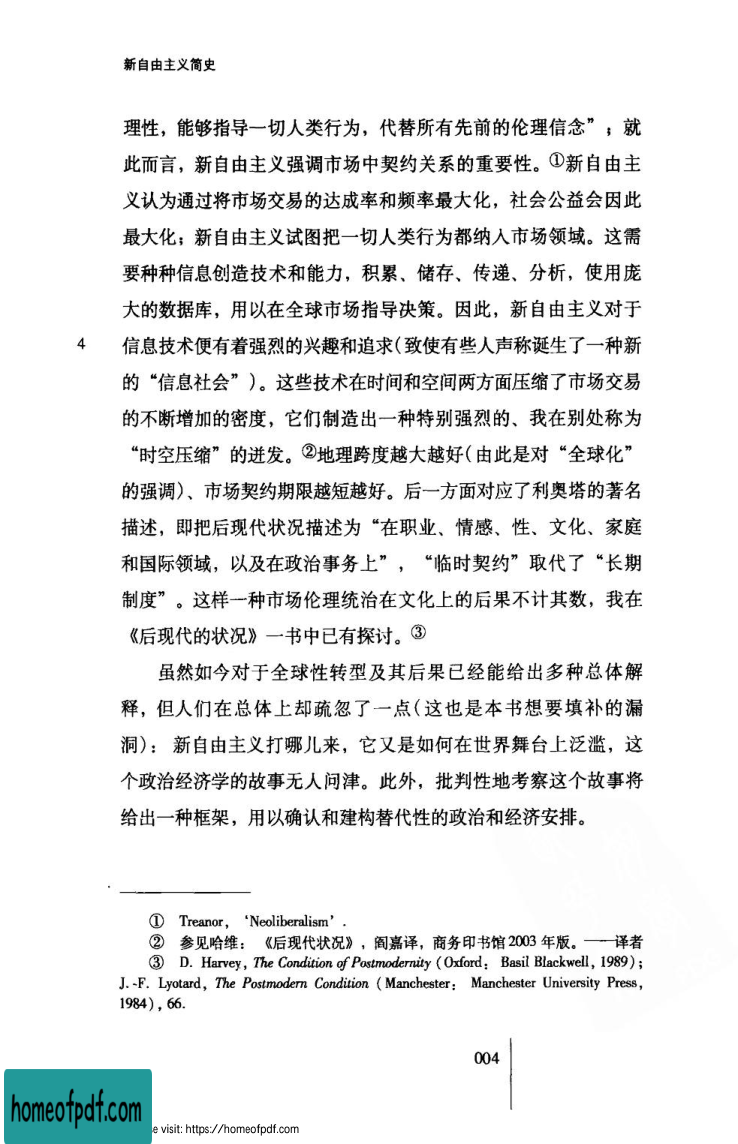 新自由主义简史
理性，能够指导一切人类行为，代替所有先前的伦理信念”；就
此而言，新自由主义强调市场中契约关系的重要性。①新自由主
义认为通过将市场交易的达成率和频率最大化，社会公益会因此
最大化；新自由主义试图把一切人类行为都纳入市场领域。这需
要种种信息创造技术和能力，积累、储存、传递、分析，使用庞
大的数据库，用以在全球市场指导决策。因此，新自由主义对于
4 信息技术便有着强烈的兴趣和追求（致使有些人声称诞生了一种新
的“信息社会”）。这些技术在时间和空间两方面压缩了市场交易
的不断增加的密度，它们制造出一种特别强烈的、我在别处称为
“时空压缩”的迸发。②地理跨度越大越好（由此是对“全球化”
的强调）、市场契约期限越短越好。后一方面对应了利奥塔的著名
描述，即把后现代状况描述为“在职业、情感、性、文化、家庭
和国际领域，以及在政治事务上”，“临时契约”取代了“长期
制度”。这样一种市场伦理统治在文化上的后果不计其数，我在
《后现代的状况》一书中已有探讨。③
虽然如今对于全球性转型及其后果已经能给出多种总体解
释，但人们在总体上却疏忽了一点（这也是本书想要填补的漏
洞）：新自由主义打哪儿来，它又是如何在世界舞台上泛滥，这
个政治经济学的故事无人问津。此外，批判性地考察这个故事将
给出一种框架，用以确认和建构替代性的政治和经济安排。
① Treanor, ‘Neoliberalism’.
② 参见哈维：《后现代状况》，阎嘉译，商务印书馆 2003 年版。——译者
③ D. Harvey, The Condition of Postmodernity (Oxford: Basil Blackwell, 1989);
J.-F. Lyotard, The Postmodern Condition (Manchester: Manchester University Press,
1984), 66.
004
homeofpdf.com
e visit: https://homeofpdf.com